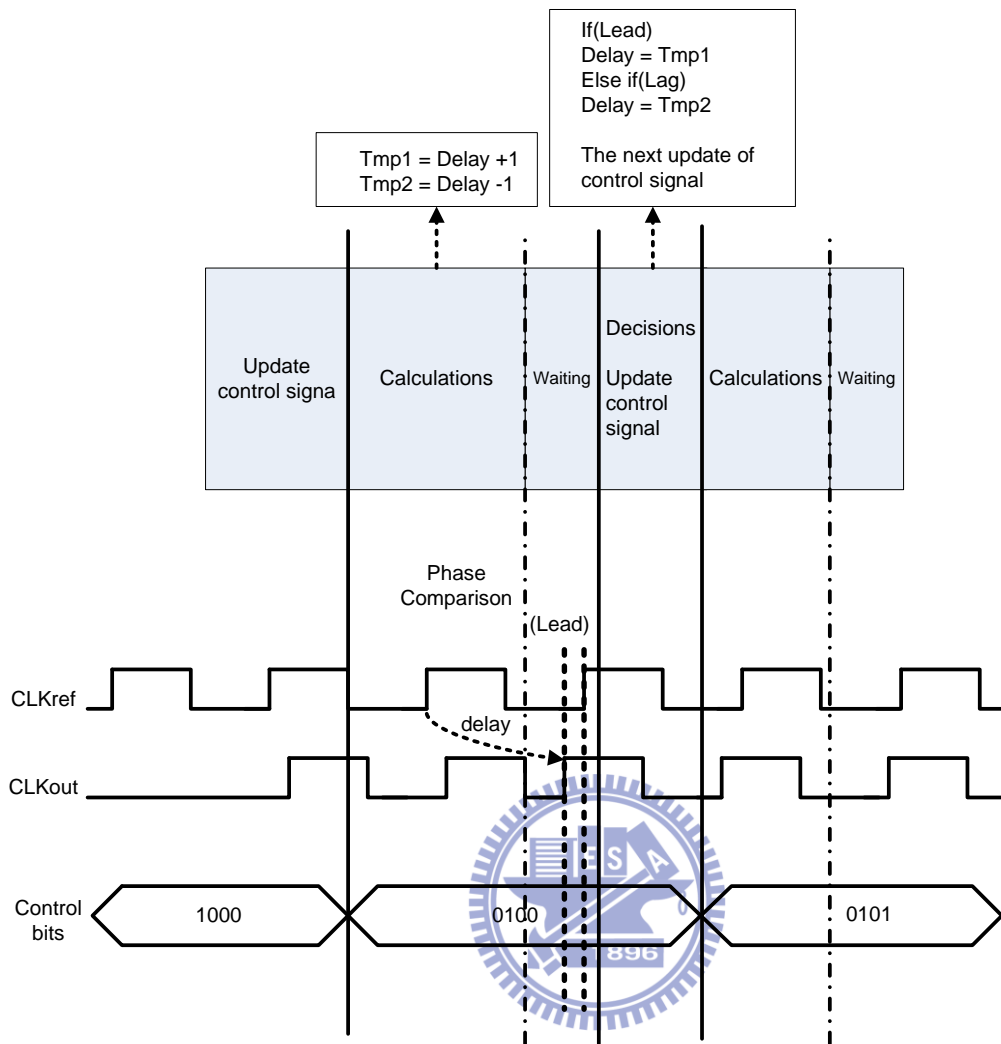 If(Lead)
Delay = Tmp1
Else if(Lag)
Delay = Tmp2
The next update of
control signal
Tmp1 = Delay +1
Tmp2 = Delay -1
Update
control signa
Calculations
Waiting
Decisions
Update
control
signal
Calculations
Waiting
Phase
Comparison
(Lead)
CLKref
delay
CLKout
Control
bits
1000
0100
0101
E S A
1896